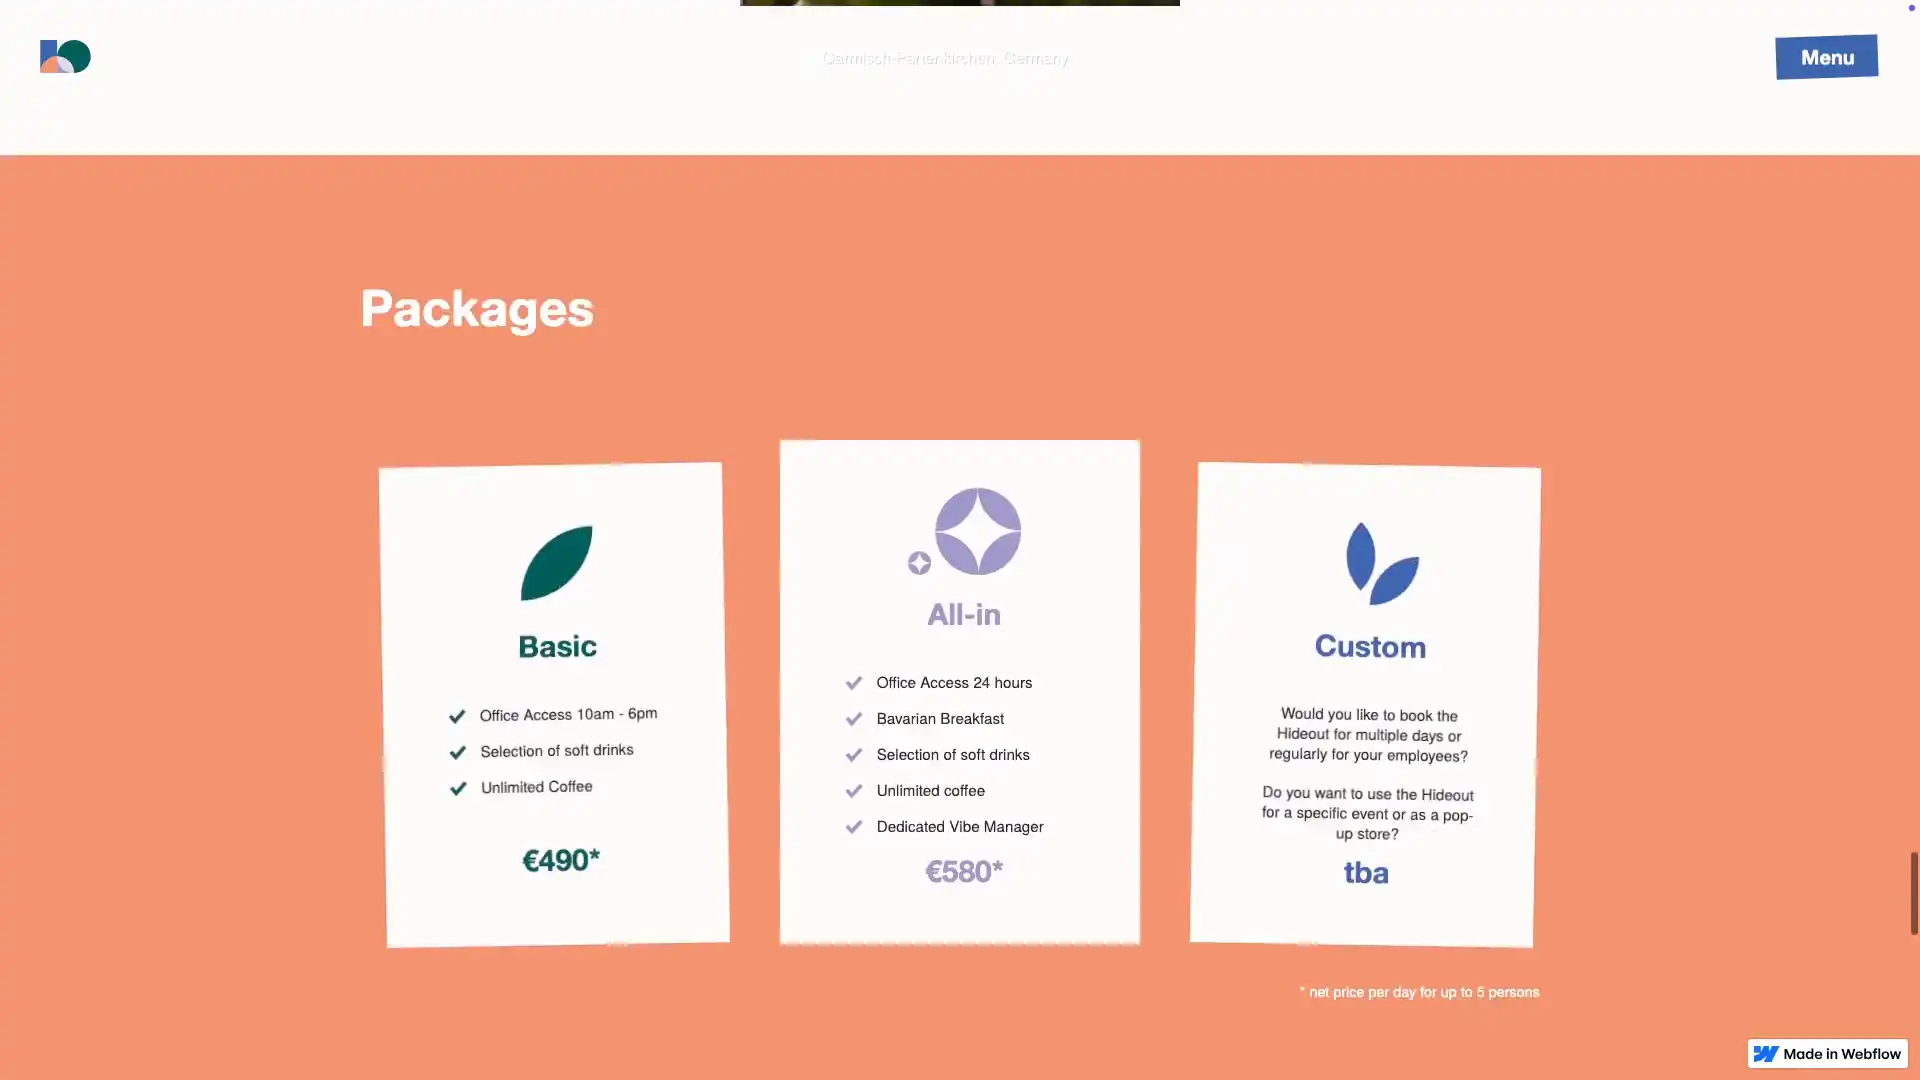 Garmisch-Partenkirchen, Germany
Menu
Packages
Basic
Office Access 10am - 6pm
Selection of soft drinks
Unlimited Coffee
€490*
All-in
Office Access 24 hours
Bavarian Breakfast
Selection of soft drinks
Unlimited coffee
Dedicated Vibe Manager
€580*
Custom
Would you like to book the
Hideout for multiple days or
regularly for your employees?
Do you want to use the Hideout
for a specific event or as a pop-
up store?
tba
* net price per day for up to 5 persons
Made in Webflow